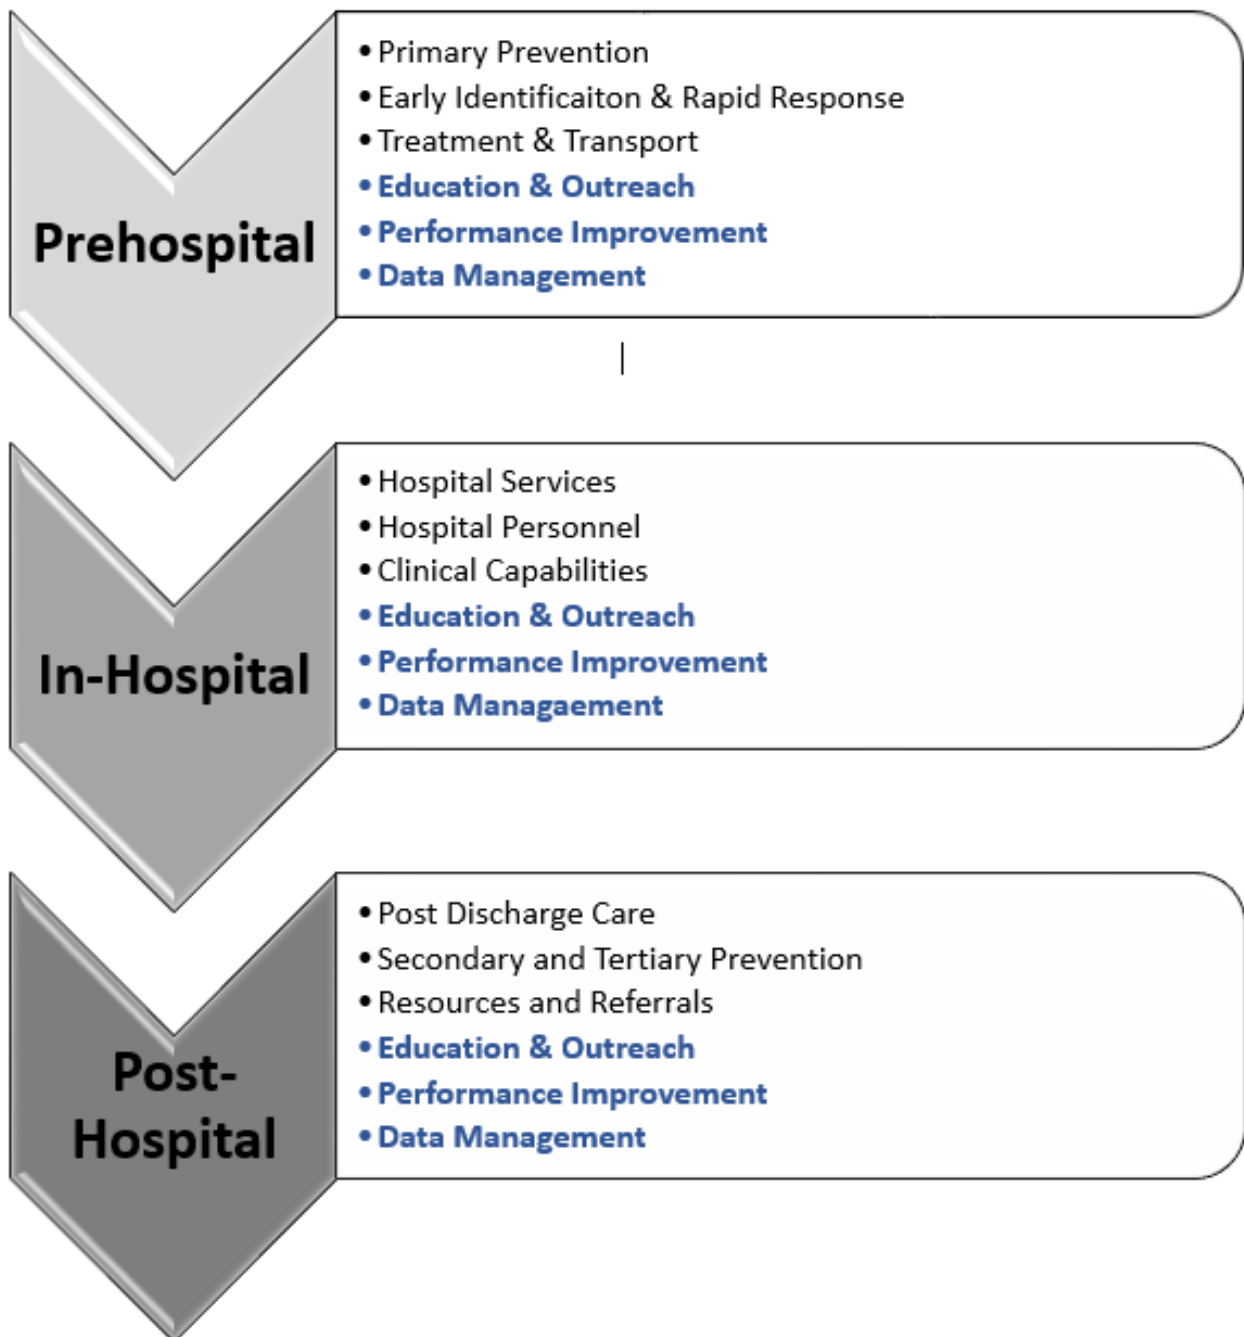 Prehospital
• Primary Prevention
• Early Identificaiton & Rapid Response
• Treatment & Transport
• Education & Outreach
• Performance Improvement
• Data Management
In-Hospital
• Hospital Services
• Hospital Personnel
• Clinical Capabilities
• Education & Outreach
• Performance Improvement
• Data Managaement
Post-
Hospital
• Post Discharge Care
• Secondary and Tertiary Prevention
• Resources and Referrals
• Education & Outreach
• Performance Improvement
• Data Management